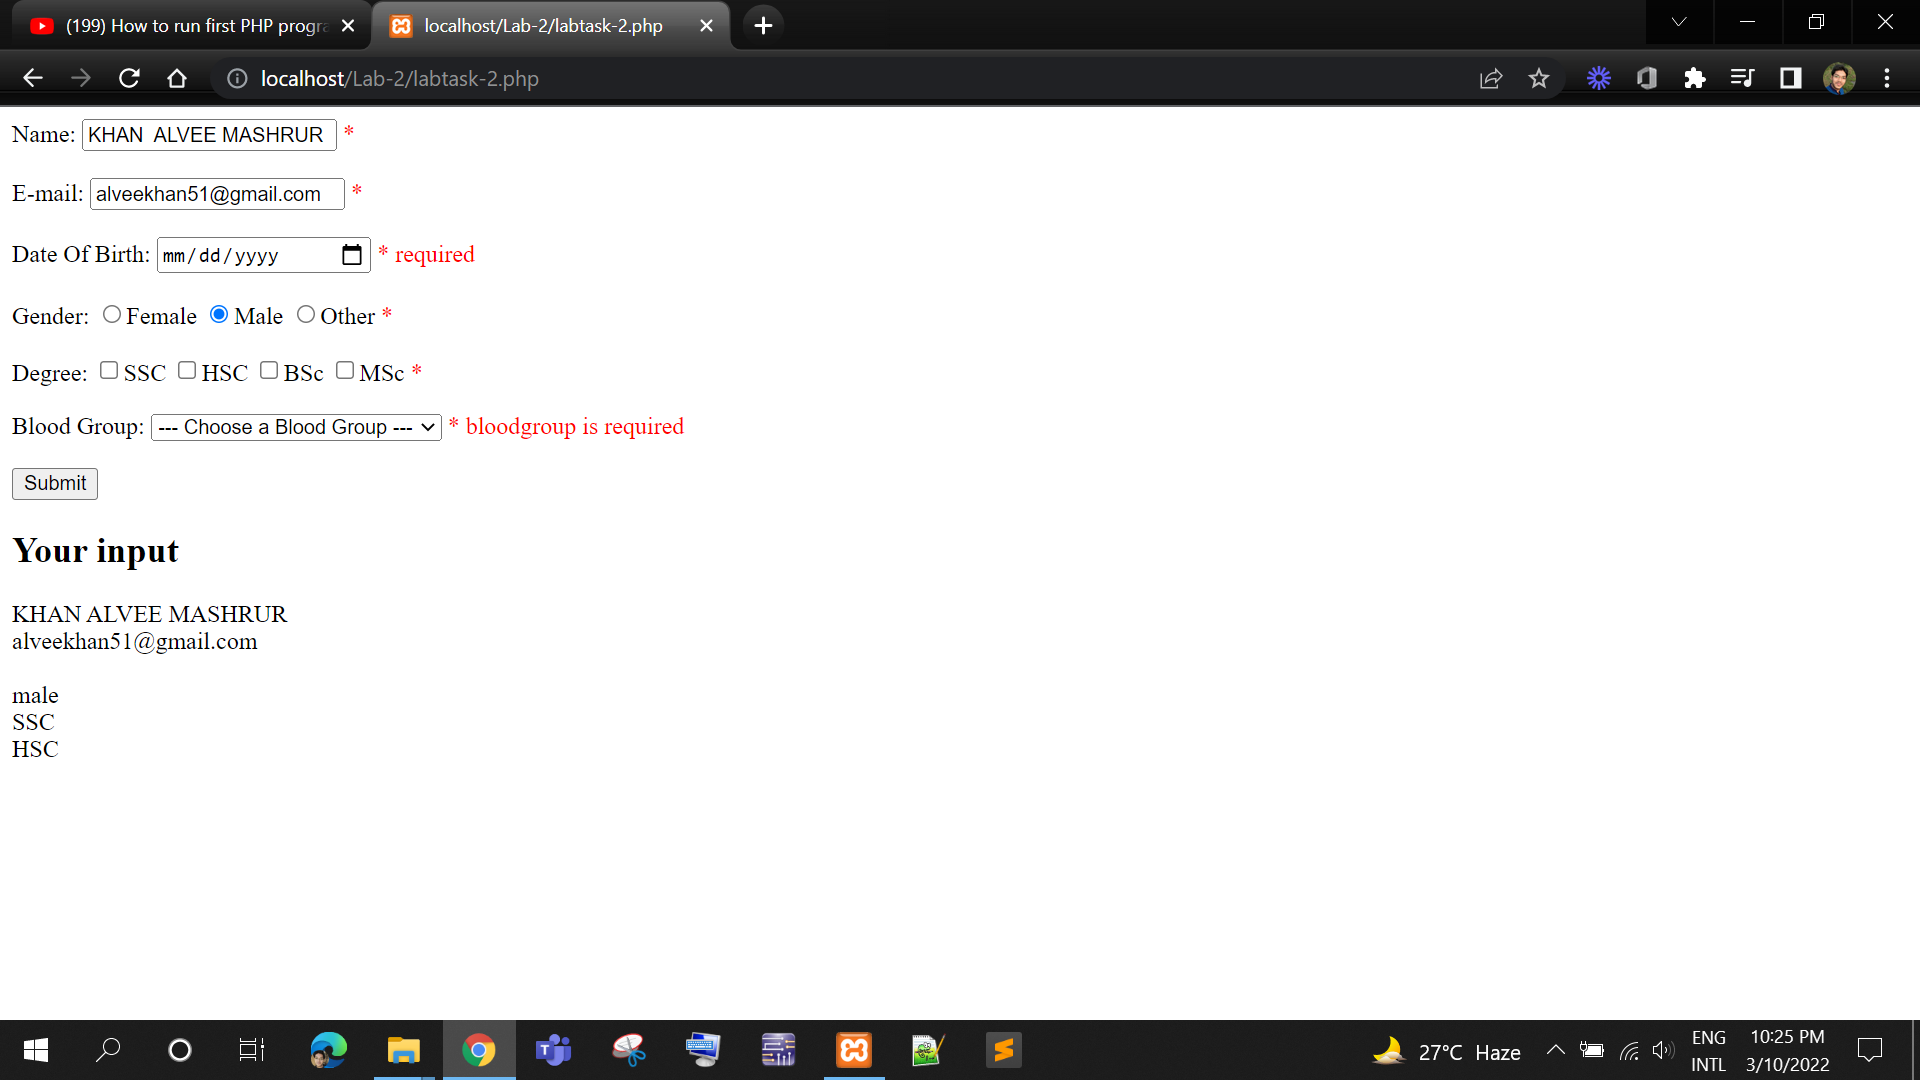 (199) How to run first PHP progra
localhost/Lab-2/labtask-2.php
localhost/Lab-2/labtask-2.php
Name: KHAN  ALVEE MASHRUR *
E-mail: alveekhan51@gmail.com *
Date Of Birth: mm/dd/yyyy * required
Gender: Female Male Other *
Degree: SSC HSC BSc MSc *
Blood Group: --- Choose a Blood Group --- * bloodgroup is required
Submit
Your input
KHAN ALVEE MASHRUR
alveekhan51@gmail.com
male
SSC
HSC
27°C Haze
ENG
INTL
10:25 PM
3/10/2022